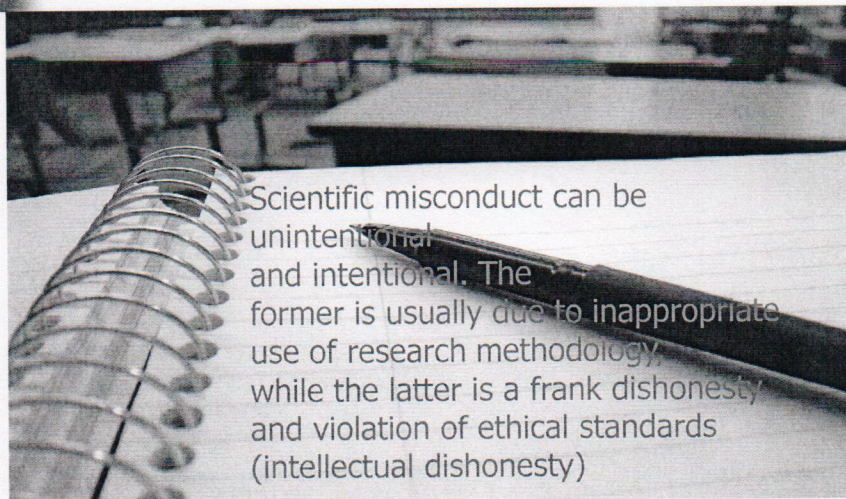 Scientific misconduct can be
unintentional
and intentional. The
former is usually due to inappropriate
use of research methodology,
while the latter is a frank dishonesty
and violation of ethical standards
(intellectual dishonesty)